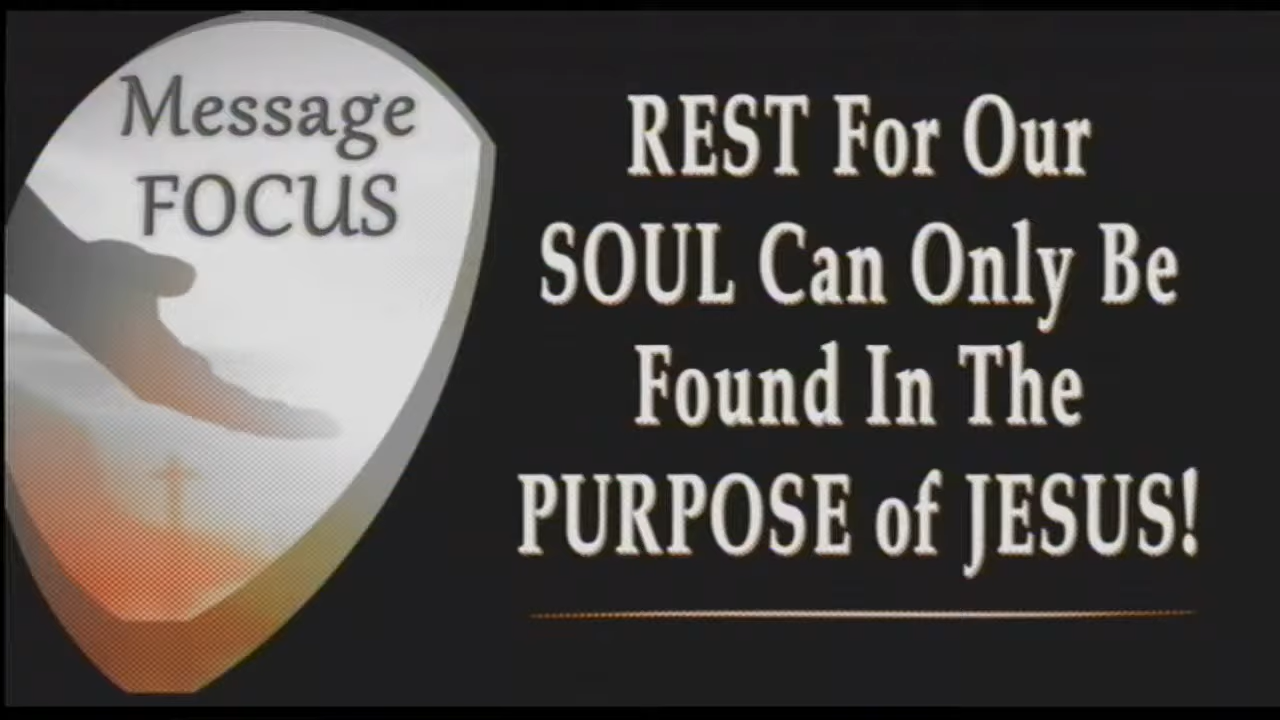 Message
FOCUS
REST For Our
SOUL Can Only Be
Found In The
PURPOSE of JESUS!